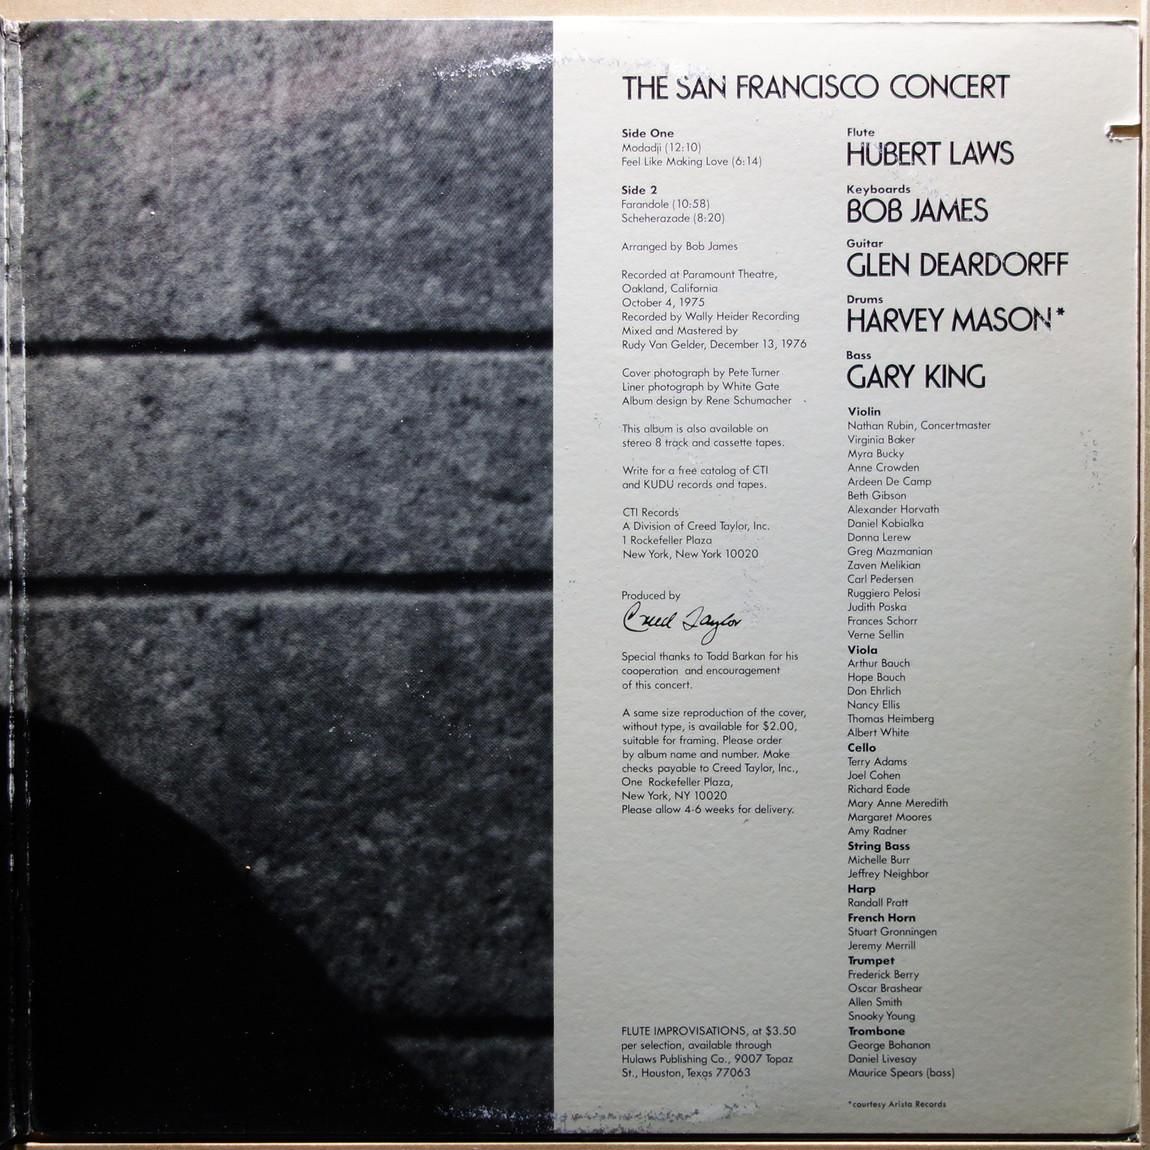 THE SAN FRANCISCO CONCERT
Side One
Modadji (12:10)
Feel Like Making Love (6:14)
Side 2
Farandole (10:58)
Scheherazade (8:20)
Arranged by Bob James
Recorded at Paramount Theatre,
Oakland, California
October 4, 1975
Recorded by Wally Heider Recording
Mixed and Mastered by
Rudy Van Gelder, December 13, 1976
Cover photograph by Pete Turner
Liner photograph by White Gate
Album design by Rene Schumacher
This album is also available on
stereo 8 track and cassette tapes.
Write for a free catalog of CTI
and KUDU records and tapes.
CTI Records
A Division of Creed Taylor, Inc.
1 Rockefeller Plaza
New York, New York 10020
Produced by
Creed Taylor
Special thanks to Todd Barkan for his
cooperation and encouragement
of this concert.
A same size reproduction of the cover,
without type, is available for $2.00,
suitable for framing. Please order
by album name and number. Make
checks payable to Creed Taylor, Inc.,
One Rockefeller Plaza,
New York, NY 10020
Please allow 4-6 weeks for delivery.
FLUTE IMPROVISATIONS, at $3.50
per selection, available through
Hulaws Publishing Co., 9007 Topaz
St., Houston, Texas 77063
Flute
HUBERT LAWS
Keyboards
BOB JAMES
Guitar
GLEN DEARDORFF
Drums
HARVEY MASON*
Bass
GARY KING
Violin
Nathan Rubin, Concertmaster
Virginia Baker
Myra Bucky
Anne Crowden
Ardeen De Camp
Beth Gibson
Alexander Horvath
Daniel Kobialka
Donna Lerew
Greg Mazmanian
Zaven Melikian
Carl Pedersen
Ruggiero Pelosi
Judith Poska
Frances Schorr
Verne Sellin
Viola
Arthur Bauch
Hope Bauch
Don Ehrlich
Nancy Ellis
Thomas Heimberg
Albert White
Cello
Terry Adams
Joel Cohen
Richard Eade
Mary Anne Meredith
Margaret Moores
Amy Radner
String Bass
Michelle Burr
Jeffrey Neighbor
Harp
Randall Pratt
French Horn
Stuart Gronningen
Jeremy Merrill
Trumpet
Frederick Berry
Oscar Brashear
Allen Smith
Snooky Young
Trombone
George Bohanon
Daniel Livesay
Maurice Spears (bass)
*courtesy Arista Records